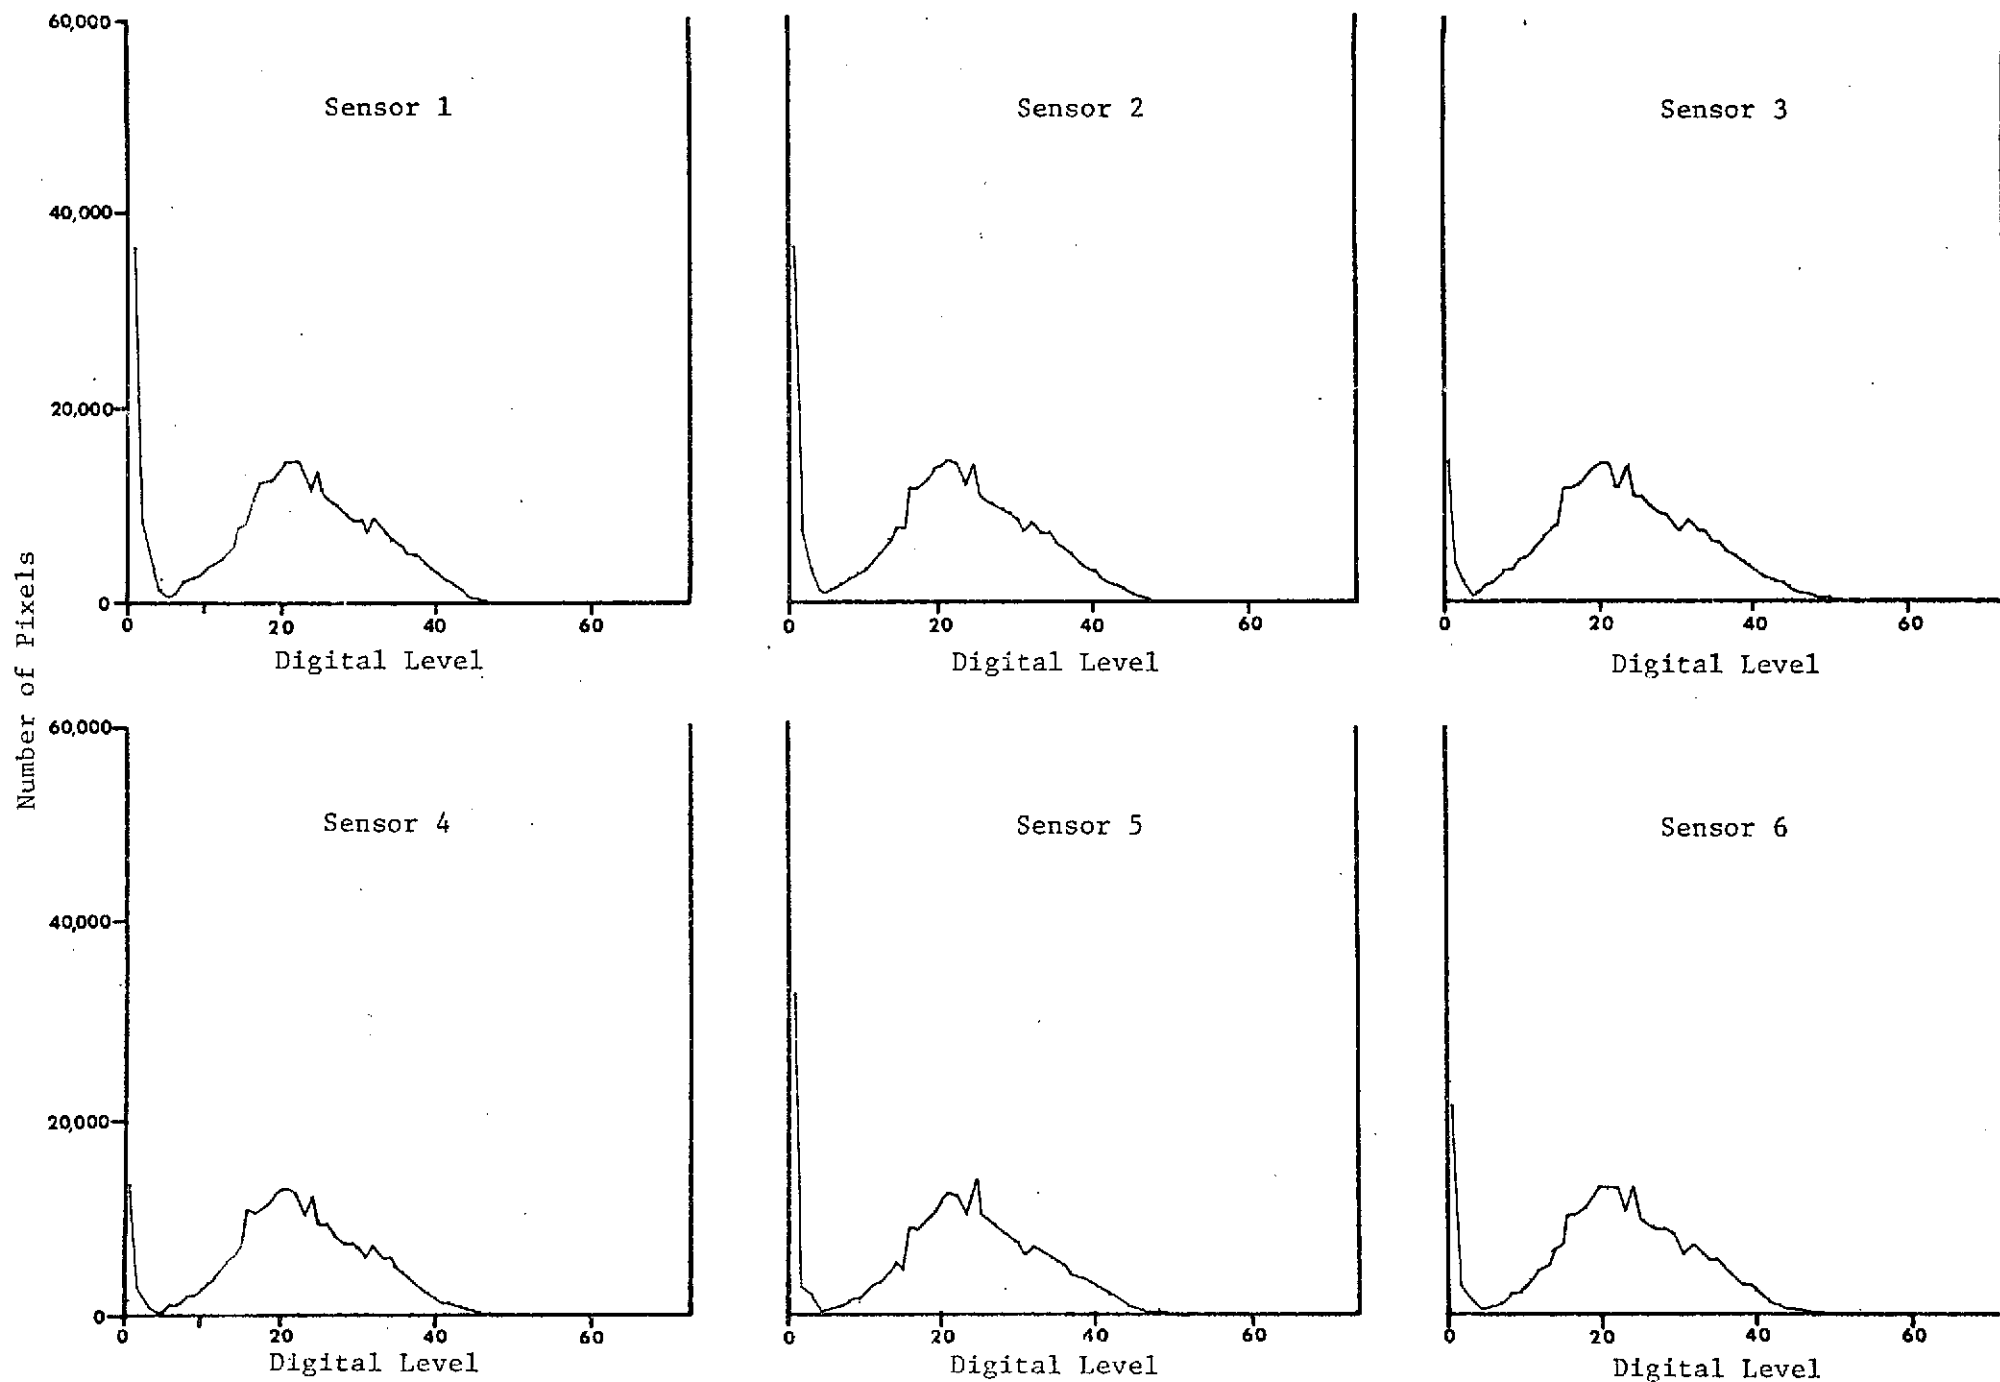 60,000
40,000
20,000
0
Sensor 1
0 20 40 60
Digital Level
Sensor 2
0 20 40 60
Digital Level
Sensor 3
0 20 40 60
Digital Level
Number of Pixels
60,000
40,000
20,000
0
Sensor 4
0 20 40 60
Digital Level
Sensor 5
0 20 40 60
Digital Level
Sensor 6
0 20 40 60
Digital Level